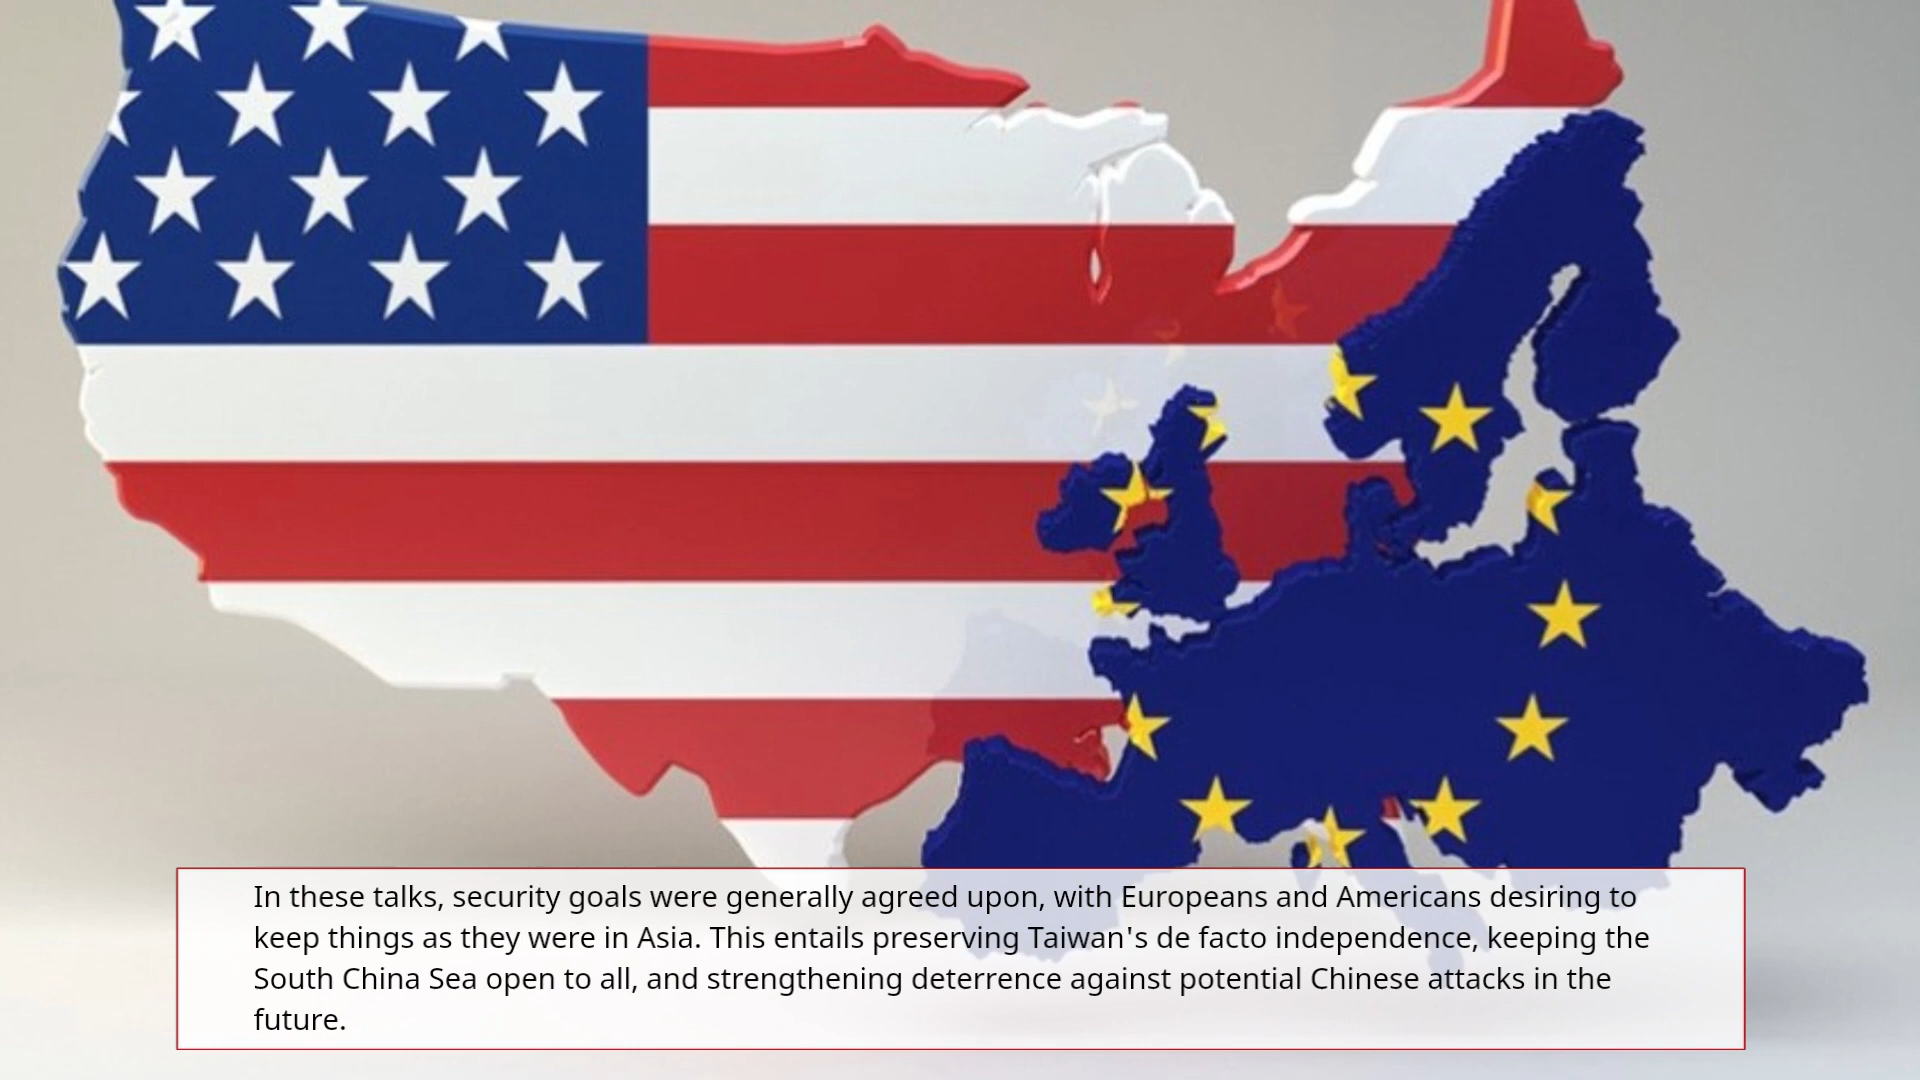 In these talks, security goals were generally agreed upon, with Europeans and Americans desiring to
keep things as they were in Asia. This entails preserving Taiwan's de facto independence, keeping the
South China Sea open to all, and strengthening deterrence against potential Chinese attacks in the
future.